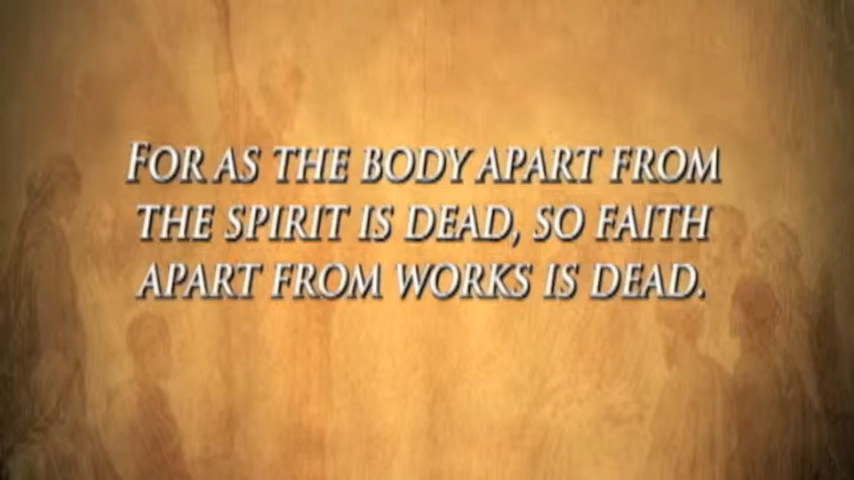 FOR AS THE BODY APART FROM
THE SPIRIT IS DEAD, SO FAITH
APART FROM WORKS IS DEAD.